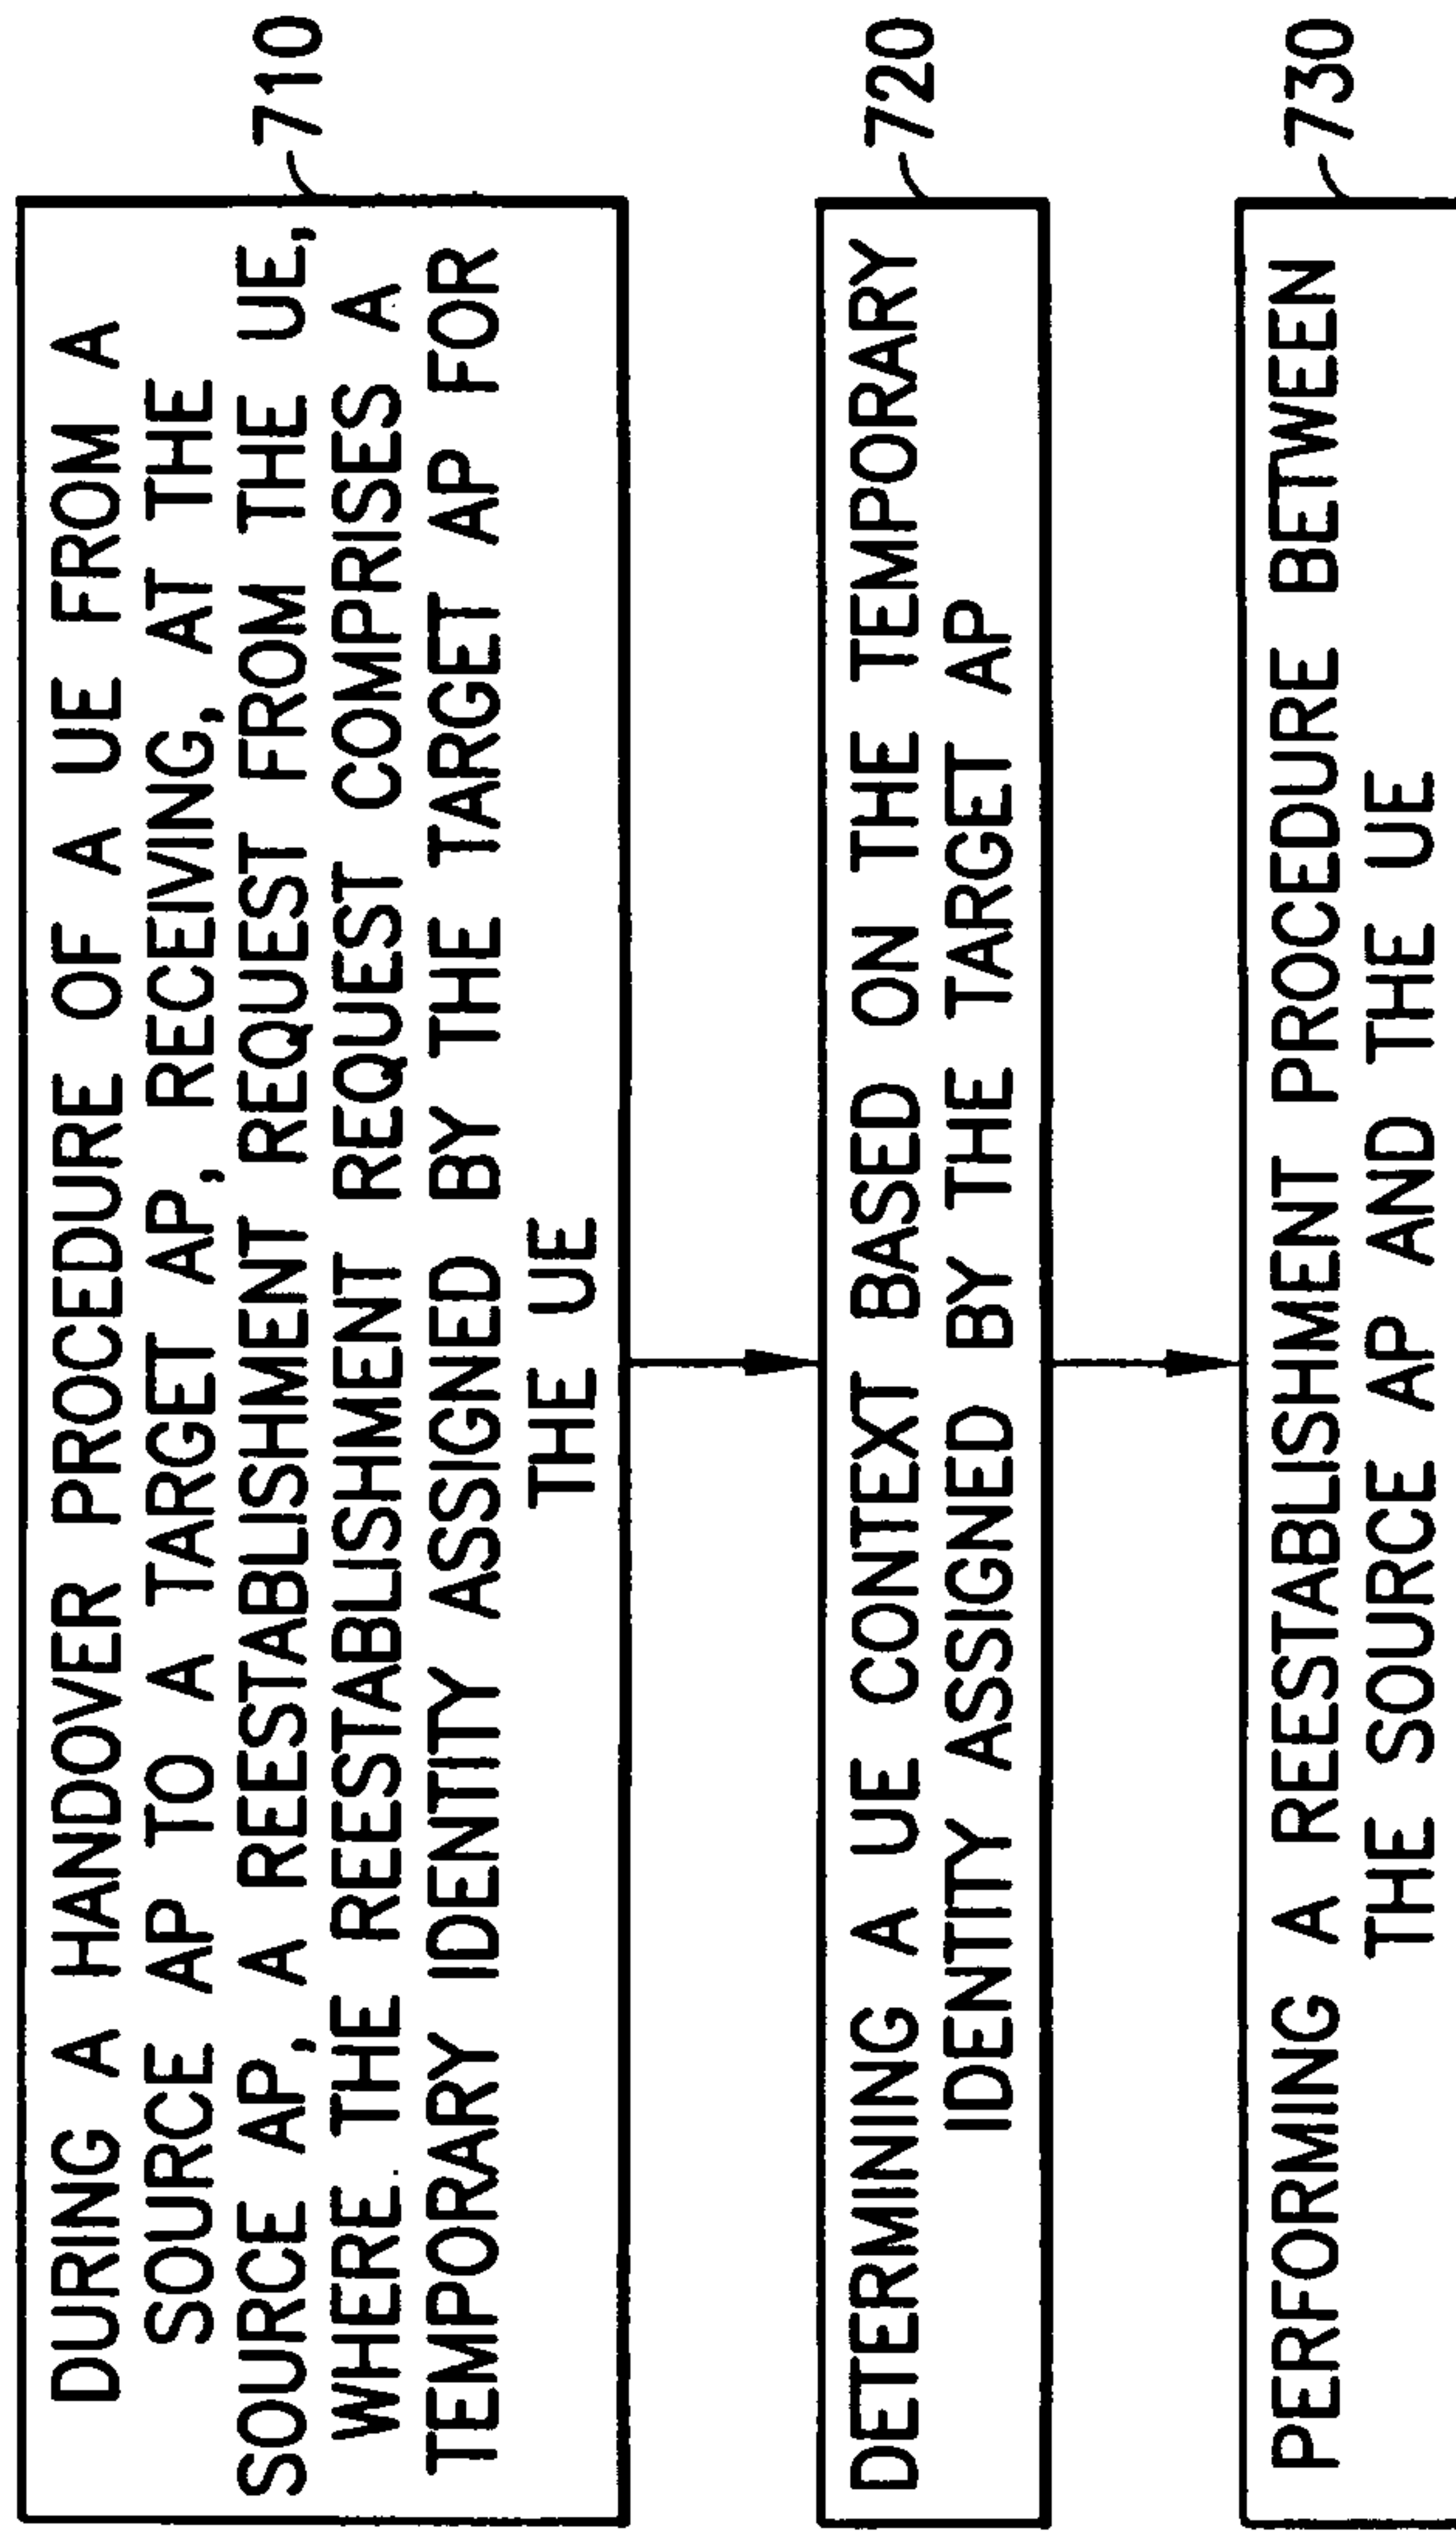 DURING A HANDOVER PROCEDURE OF A UE FROM A
SOURCE AP TO A TARGET AP, RECEIVING, AT THE
SOURCE AP, A REESTABLISHMENT REQUEST FROM THE UE,
WHERE THE REESTABLISHMENT REQUEST COMPRISES A
TEMPORARY IDENTITY ASSIGNED BY THE TARGET AP FOR
THE UE
710
DETERMINING A UE CONTEXT BASED ON THE TEMPORARY
IDENTITY ASSIGNED BY THE TARGET AP
720
PERFORMING A REESTABLISHMENT PROCEDURE BETWEEN
THE SOURCE AP AND THE UE
730